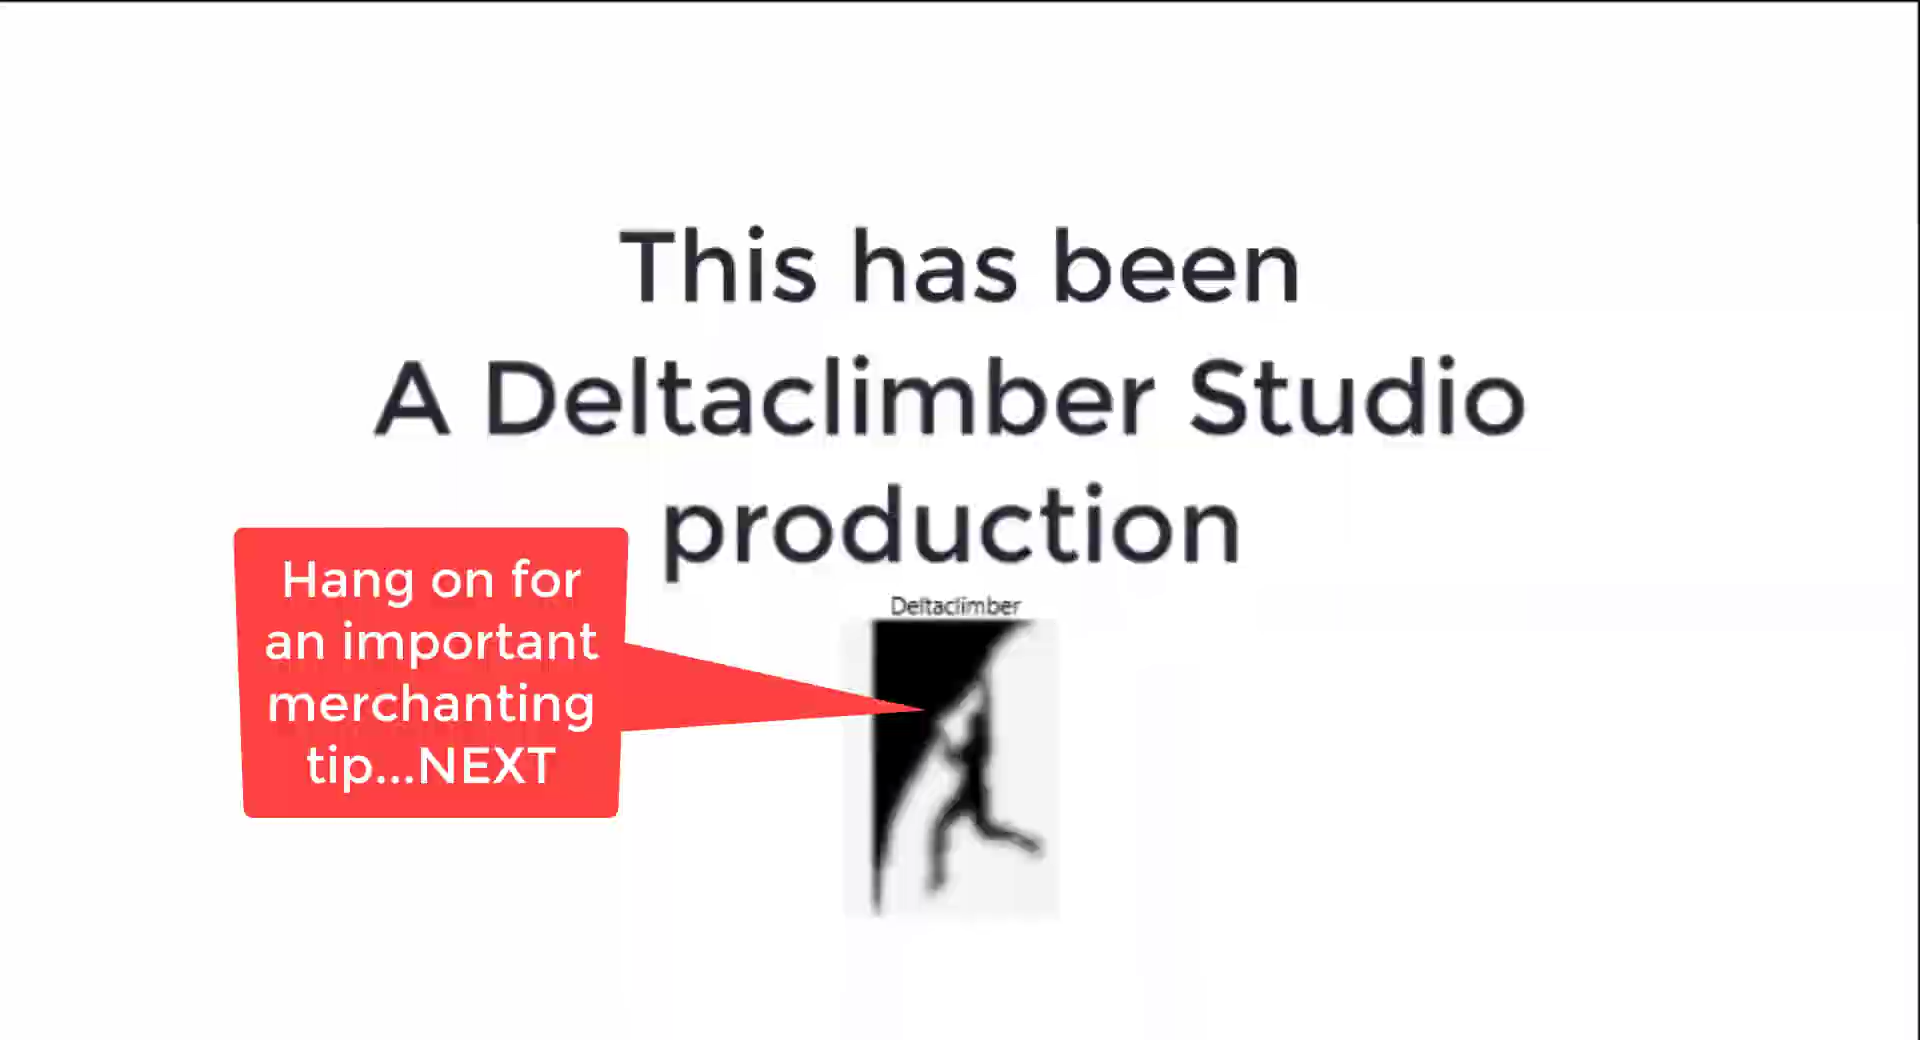 This has been
A Deltaclimber Studio
production
Hang on for
an important
merchanting
tip...NEXT
Deltaclimber